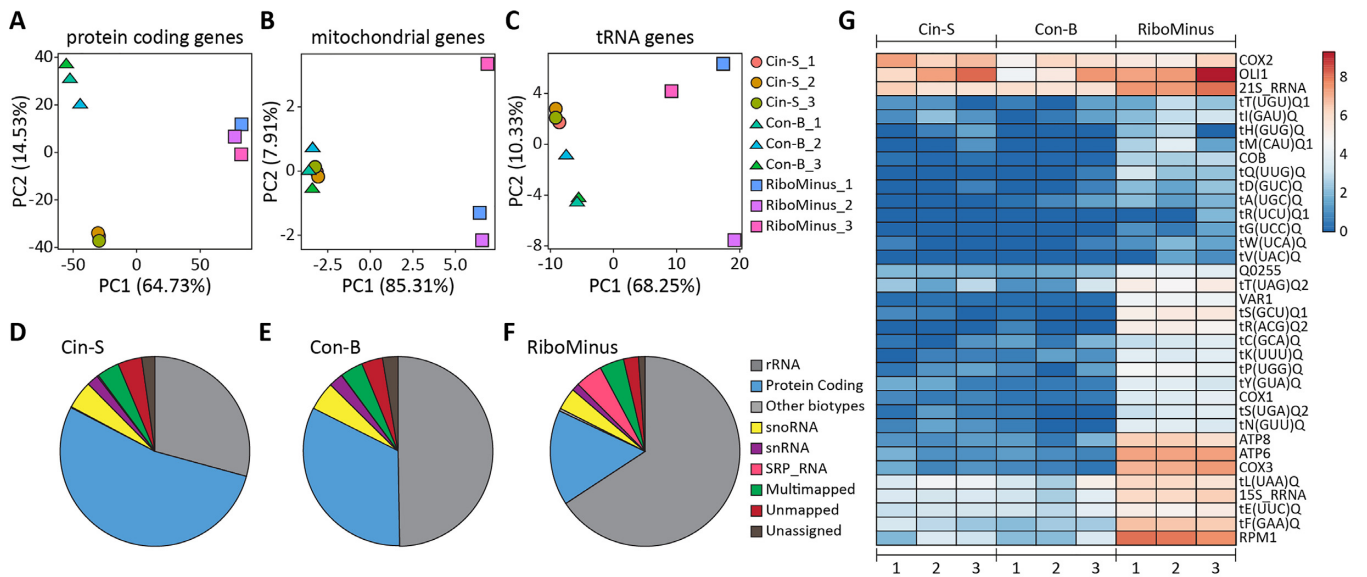 A
protein coding genes
PC2 (14.53%)
40
20
0
-20
-40
-50
0
50
PC1 (64.73%)
B
mitochondrial genes
PC2 (7.91%)
2
0
-2
-2.5
0.0
2.5
5.0
PC1 (85.31%)
C
tRNA genes
PC2 (10.33%)
4
0
-4
-8
-10
0
10
20
PC1 (68.25%)
Cin-S_1
Cin-S_2
Cin-S_3
Con-B_1
Con-B_2
Con-B_3
RiboMinus_1
RiboMinus_2
RiboMinus_3
D
Cin-S
E
Con-B
F
RiboMinus
rRNA
Protein Coding
Other biotypes
snoRNA
snRNA
SRP_RNA
Multimapped
Unmapped
Unassigned
G
Cin-S Con-B RiboMinus
COX2
OLI1
21S_RRNA
tT(UGU)Q1
tI(GAU)Q
tH(GUG)Q
tM(CAU)Q1
COB
tQ(UUG)Q
tD(GUC)Q
tA(UGC)Q
tR(UCU)Q1
tG(UCC)Q
tW(UCA)Q
tV(UAC)Q
Q0255
tT(UAG)Q2
VAR1
tS(GCU)Q1
tR(ACG)Q2
tC(GCA)Q
tK(UUU)Q
tP(UGG)Q
tY(GUA)Q
COX1
tS(UGA)Q2
tN(GUU)Q
ATP8
ATP6
COX3
tL(UAA)Q
15S_RRNA
tE(UUC)Q
tF(GAA)Q
RPM1
1 2 3 1 2 3 1 2 3
8
6
4
2
0